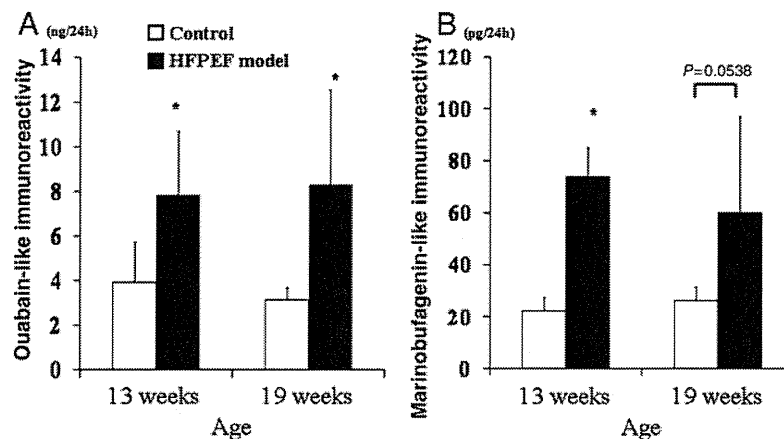 A (ng/24h)
Control
HFPEF model
Ouabain-like immunoreactivity
14
12
10
8
6
4
2
0
*
*
13 weeks 19 weeks
Age
B (pg/24h)
Marinobufagenin-like immunoreactivity
120
100
80
60
40
20
0
*
P=0.0538
13 weeks 19 weeks
Age